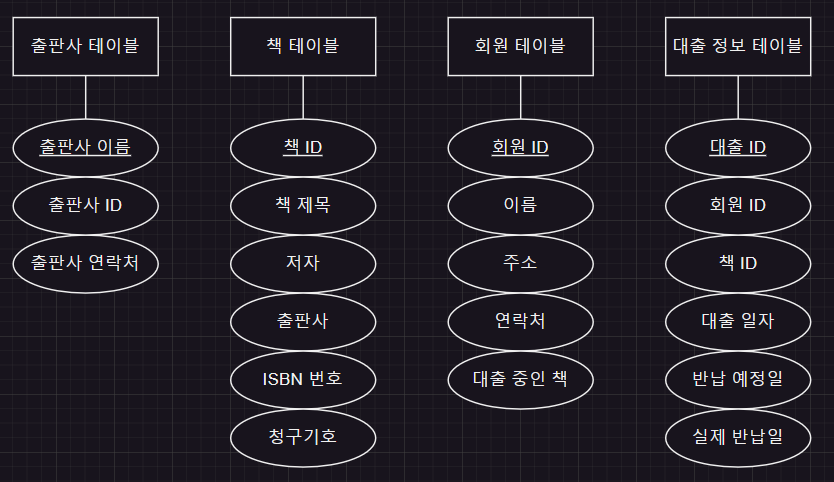 출판사 테이블
출판사 이름
출판사 ID
출판사 연락처
책 테이블
책 ID
책 제목
저자
출판사
ISBN 번호
청구기호
회원 테이블
회원 ID
이름
주소
연락처
대출 중인 책
대출 정보 테이블
대출 ID
회원 ID
책 ID
대출 일자
반납 예정일
실제 반납일